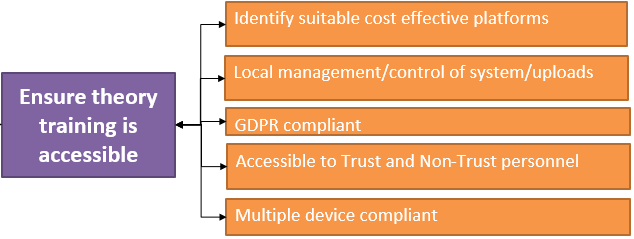 Identify suitable cost effective platforms
Local management/control of system/uploads
Ensure theory
training is
accessible
GDPR compliant
Accessible to Trust and Non-Trust personnel
Multiple device compliant